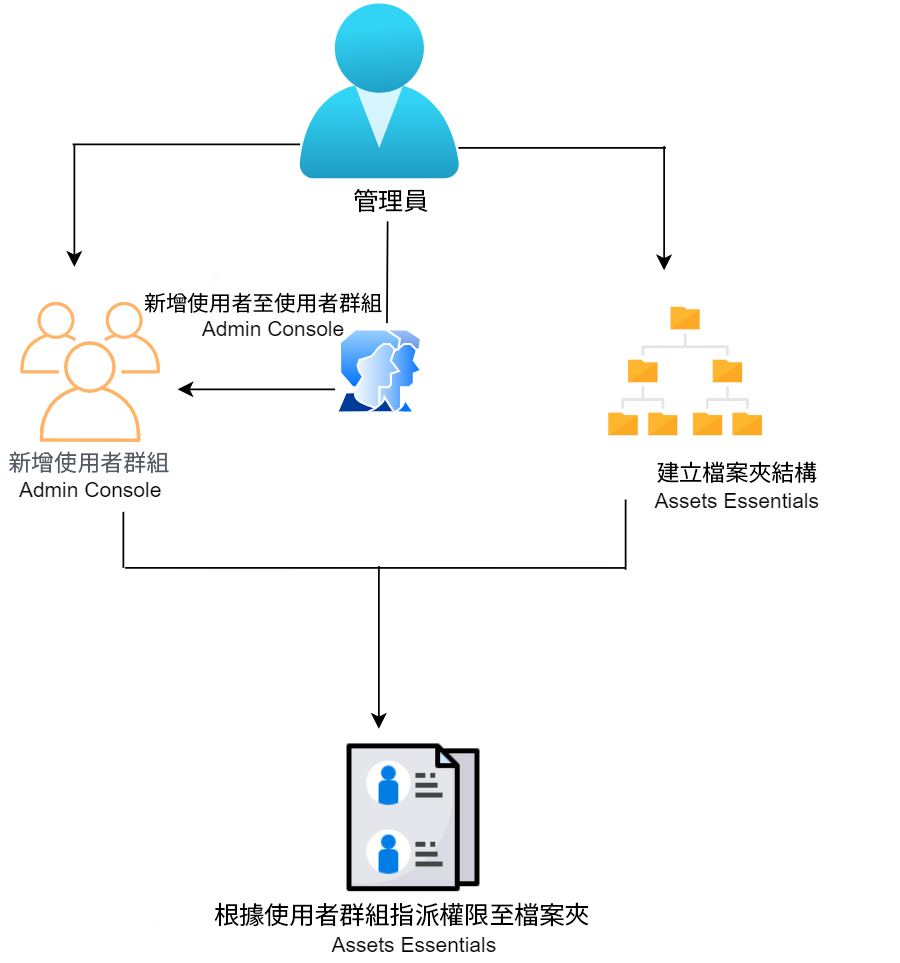 管理員
新增使用者至使用者群組
Admin Console
新增使用者群組
Admin Console
建立檔案夾結構
Assets Essentials
根據使用者群組指派權限至檔案夾
Assets Essentials